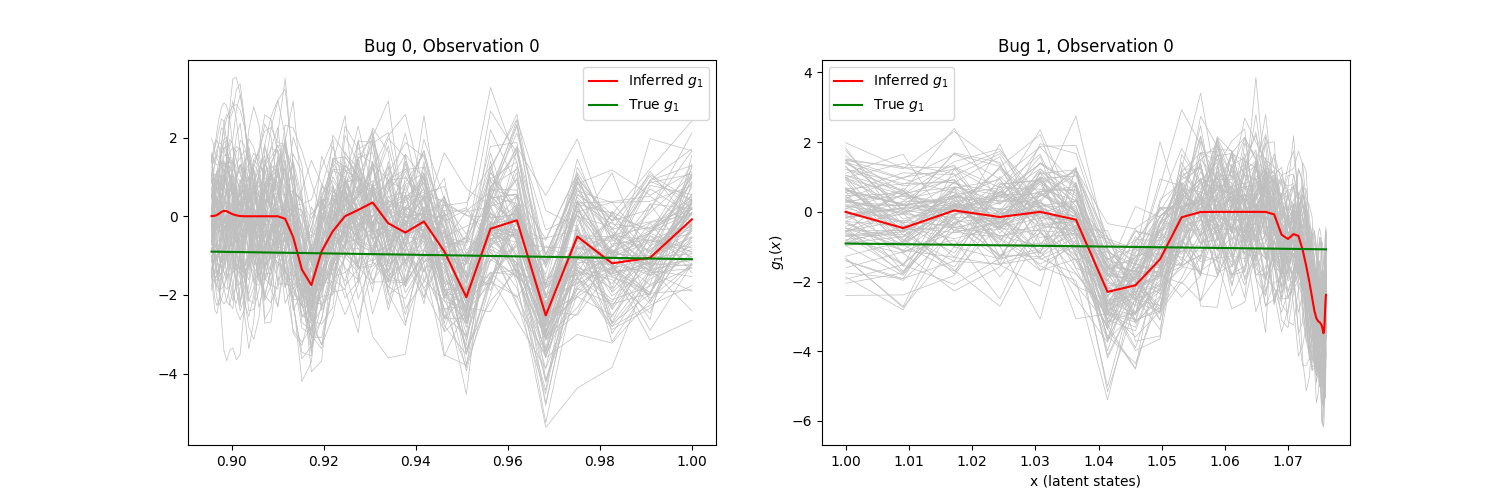 Bug 0, Observation 0
Inferred g₁
True g₁
2
0
−2
−4
0.90 0.92 0.94 0.96 0.98 1.00
Bug 1, Observation 0
Inferred g₁
True g₁
g₁(x)
4
2
0
−2
−4
−6
1.00 1.01 1.02 1.03 1.04 1.05 1.06 1.07
x (latent states)